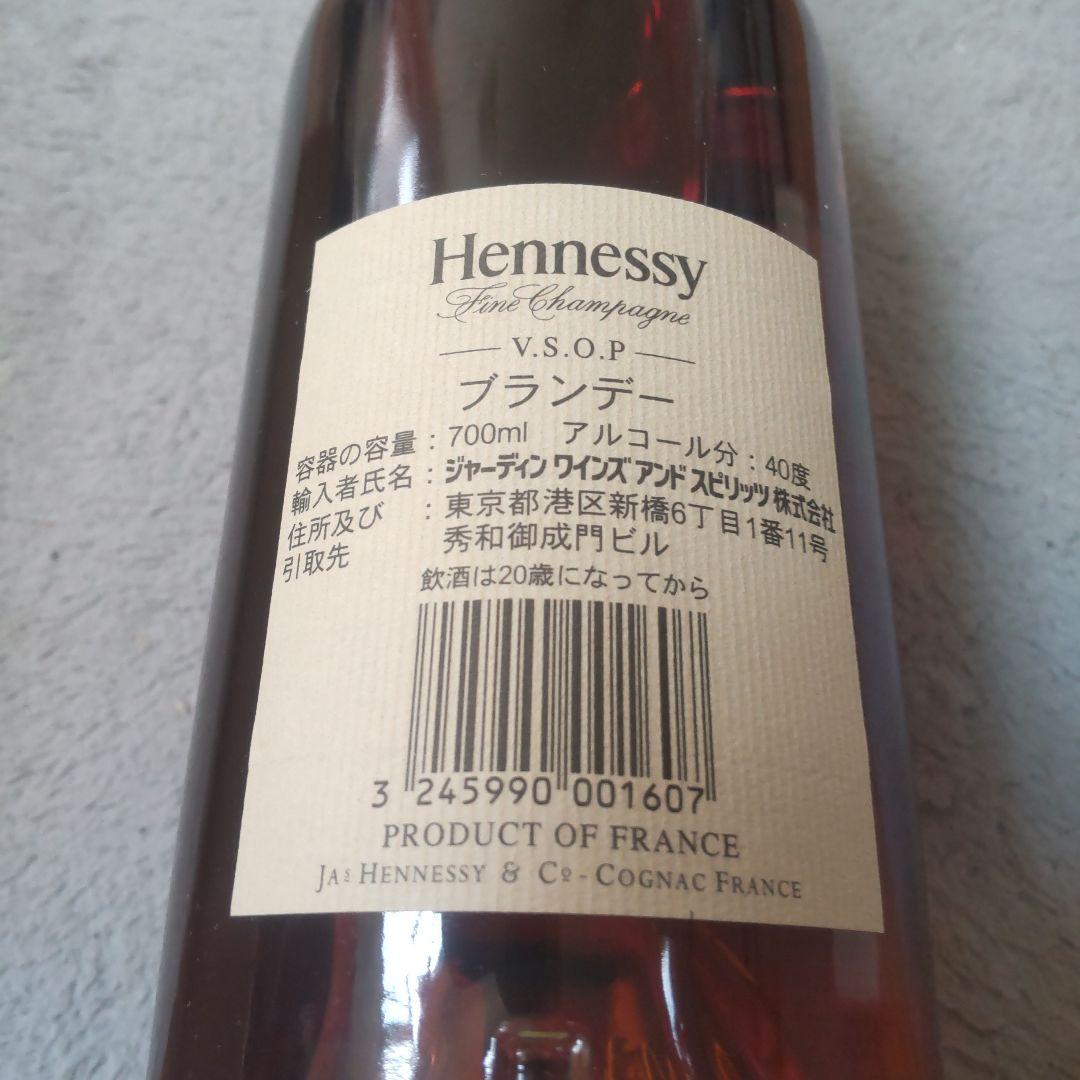 Hennessy
Fine Champagne
V.S.O.P
ブランデー
容器の容量：700ml アルコール分：40度
輸入者氏名：ジャーディン ワインズ アンド スピリッツ 株式会社
住所及び：東京都港区新橋6丁目1番11号
引取先 秀和御成門ビル
飲酒は20歳になってから
3 245990 001607
PRODUCT OF FRANCE
JAS HENNESSY & Cº - COGNAC FRANCE